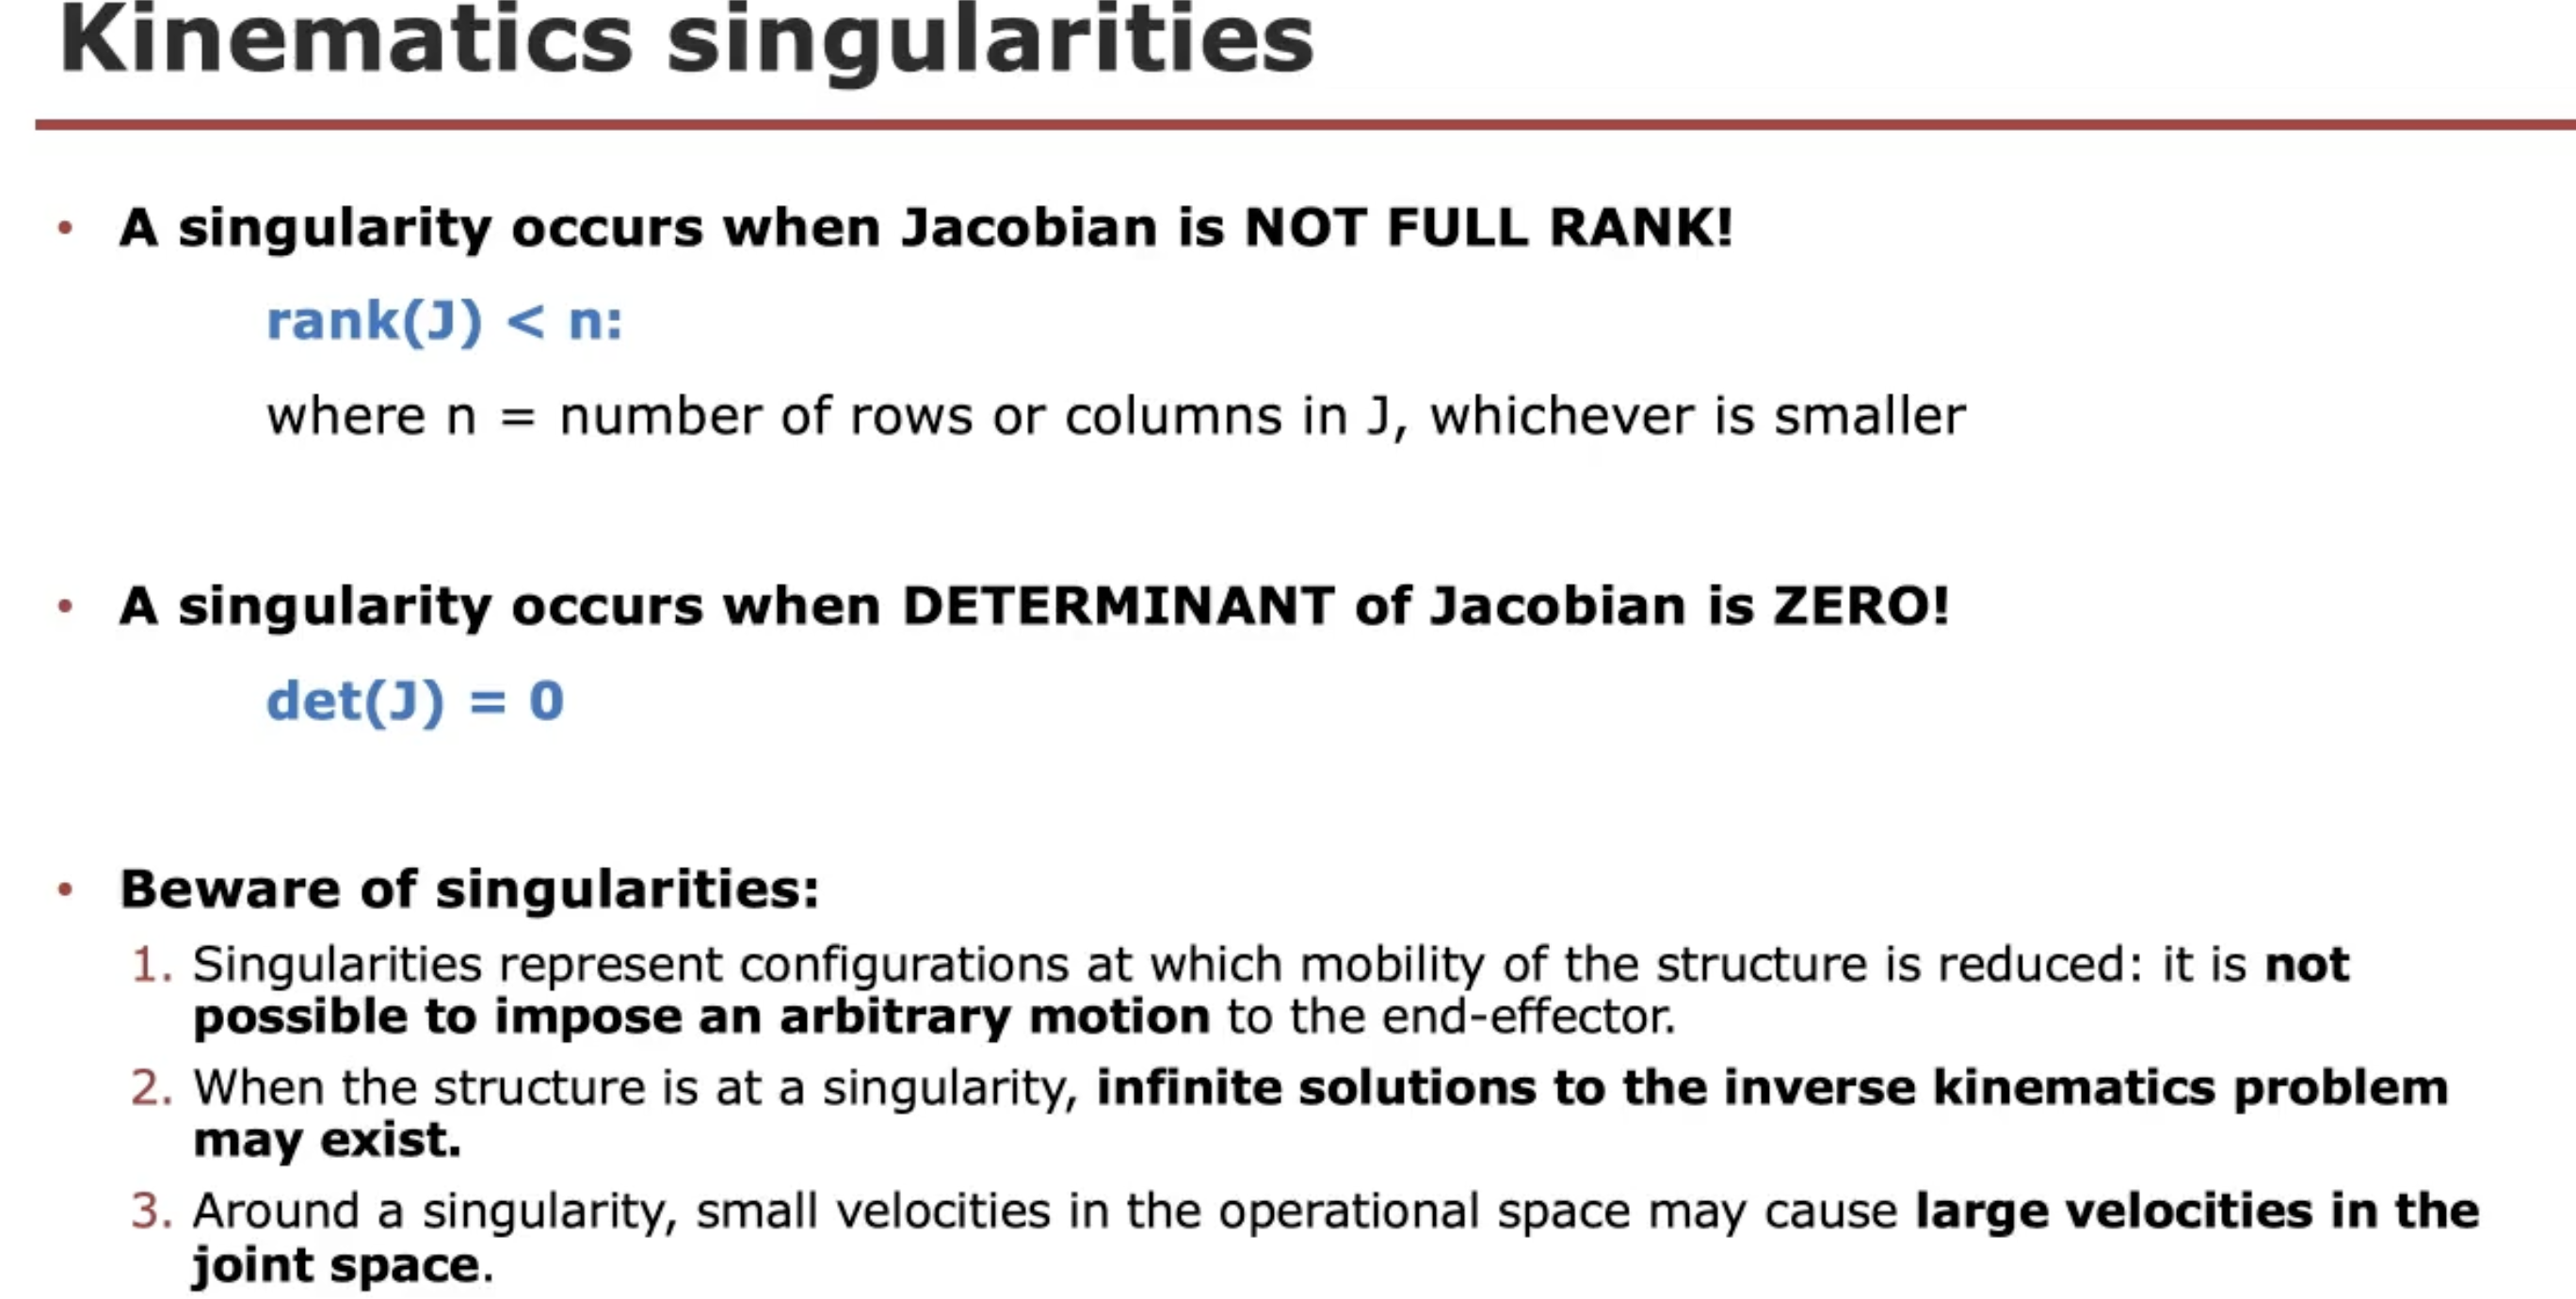 Kinematics singularities
• A singularity occurs when Jacobian is NOT FULL RANK!
rank(J) < n:
where n = number of rows or columns in J, whichever is smaller
• A singularity occurs when DETERMINANT of Jacobian is ZERO!
det(J) = 0
• Beware of singularities:
1. Singularities represent configurations at which mobility of the structure is reduced: it is not
possible to impose an arbitrary motion to the end-effector.
2. When the structure is at a singularity, infinite solutions to the inverse kinematics problem
may exist.
3. Around a singularity, small velocities in the operational space may cause large velocities in the
joint space.